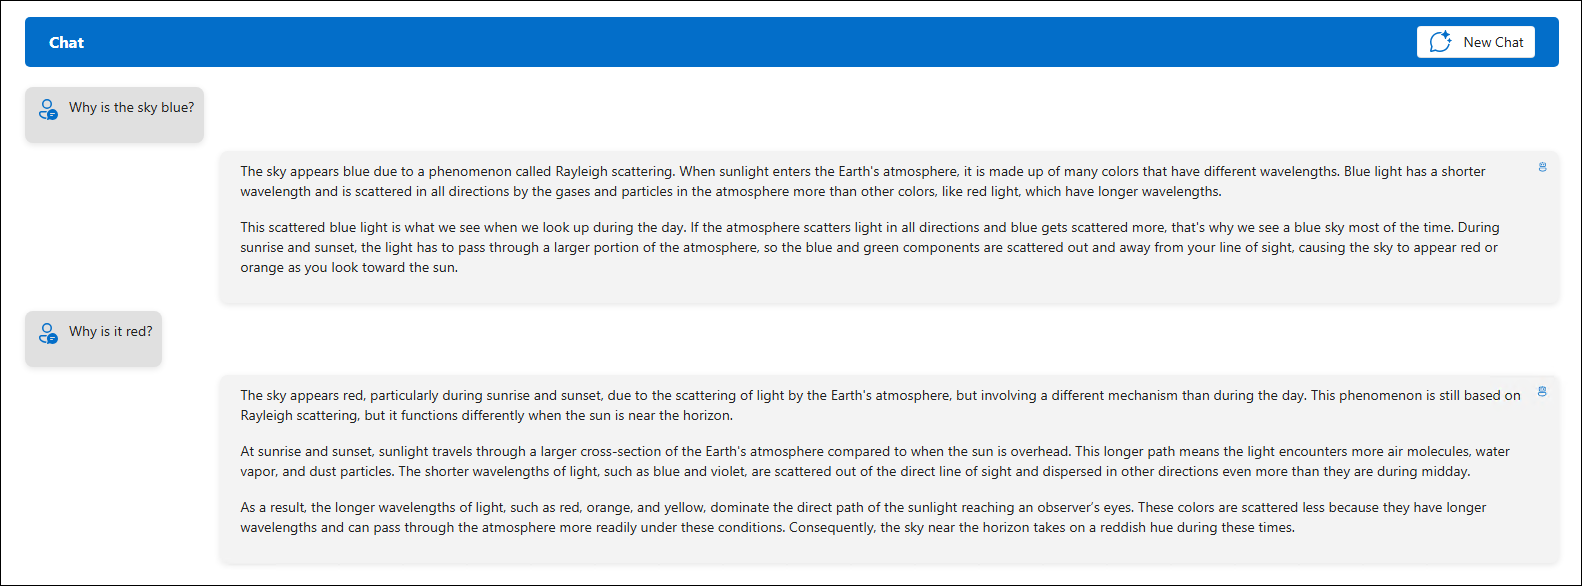 Chat
New Chat
Why is the sky blue?
The sky appears blue due to a phenomenon called Rayleigh scattering. When sunlight enters the Earth's atmosphere, it is made up of many colors that have different wavelengths. Blue light has a shorter
wavelength and is scattered in all directions by the gases and particles in the atmosphere more than other colors, like red light, which have longer wavelengths.
This scattered blue light is what we see when we look up during the day. If the atmosphere scatters light in all directions and blue gets scattered more, that's why we see a blue sky most of the time. During
sunrise and sunset, the light has to pass through a larger portion of the atmosphere, so the blue and green components are scattered out and away from your line of sight, causing the sky to appear red or
orange as you look toward the sun.
Why is it red?
The sky appears red, particularly during sunrise and sunset, due to the scattering of light by the Earth's atmosphere, but involving a different mechanism than during the day. This phenomenon is still based on
Rayleigh scattering, but it functions differently when the sun is near the horizon.
At sunrise and sunset, sunlight travels through a larger cross-section of the Earth's atmosphere compared to when the sun is overhead. This longer path means the light encounters more air molecules, water
vapor, and dust particles. The shorter wavelengths of light, such as blue and violet, are scattered out of the direct line of sight and dispersed in other directions even more than they are during midday.
As a result, the longer wavelengths of light, such as red, orange, and yellow, dominate the direct path of the sunlight reaching an observer’s eyes. These colors are scattered less because they have longer
wavelengths and can pass through the atmosphere more readily under these conditions. Consequently, the sky near the horizon takes on a reddish hue during these times.